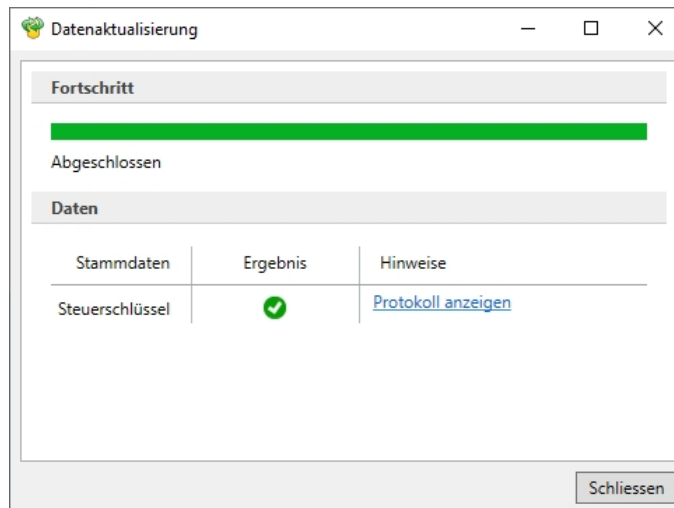 Datenaktualisierung
Fortschritt
Abgeschlossen
Daten
Stammdaten Ergebnis Hinweise
Steuerschlüssel Protokoll anzeigen
Schliessen